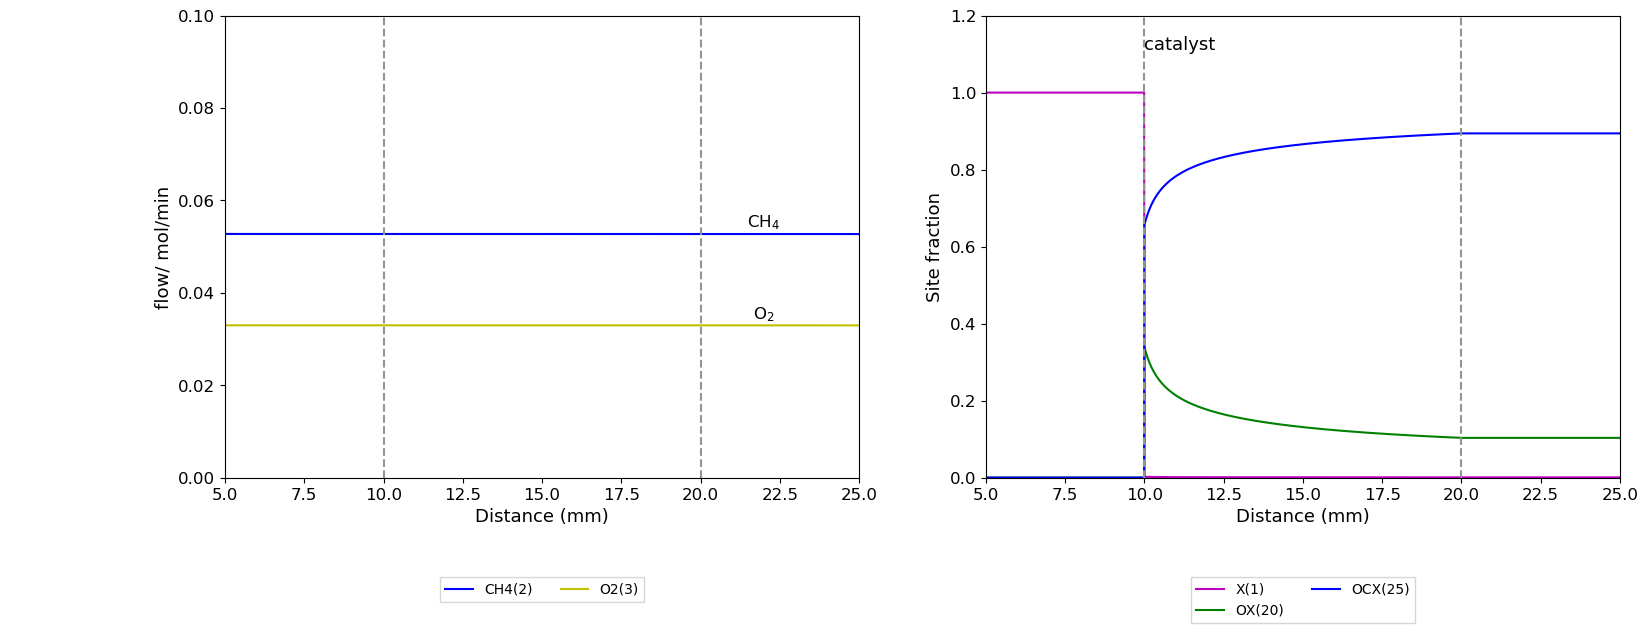 0.10
0.08
0.06
0.04
0.02
0.00
flow/ mol/min
CH₄
O₂
5.0 7.5 10.0 12.5 15.0 17.5 20.0 22.5 25.0
Distance (mm)
CH4(2) O2(3)
1.2
1.0
0.8
0.6
0.4
0.2
0.0
Site fraction
catalyst
5.0 7.5 10.0 12.5 15.0 17.5 20.0 22.5 25.0
Distance (mm)
X(1) OCX(25)
OX(20)